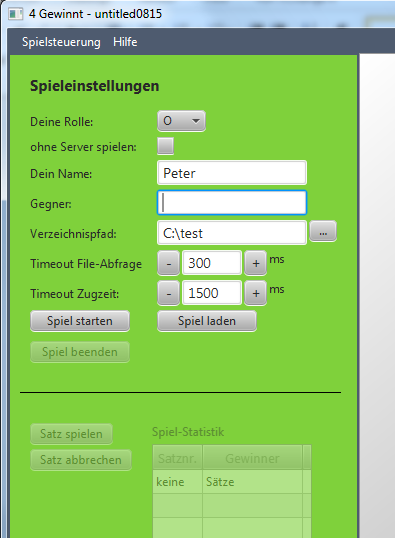 4 Gewinnt - untitled0815
Spielsteuerung Hilfe
Spieleinstellungen
Deine Rolle: O
ohne Server spielen:
Dein Name: Peter
Gegner:
Verzeichnispfad: C:\test ...
Timeout File-Abfrage - 300 + ms
Timeout Zugzeit: - 1500 + ms
Spiel starten Spiel laden
Spiel beenden
Satz spielen Spiel-Statistik
Satz abbrechen Satznr. Gewinner
keine Sätze